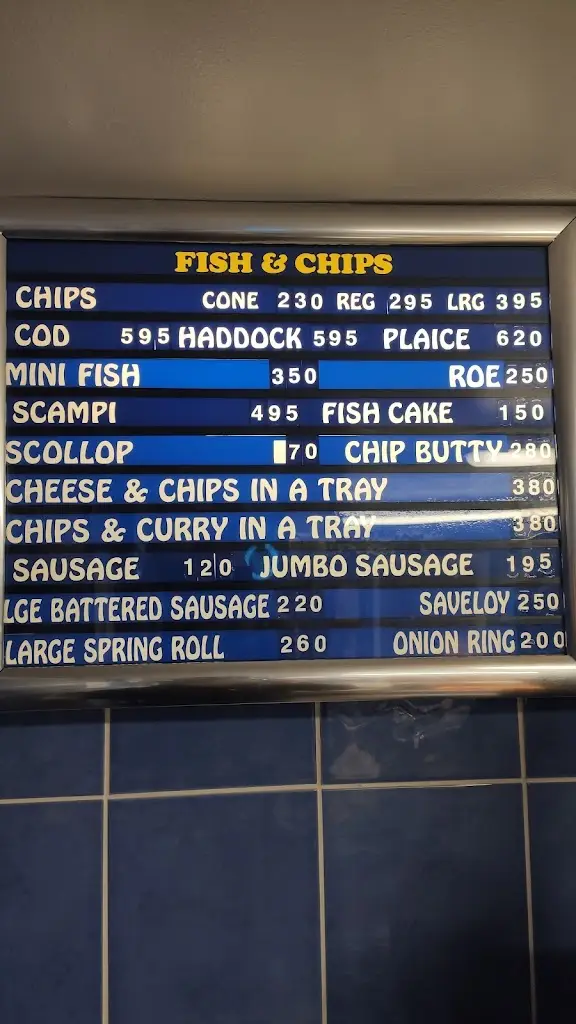 FISH & CHIPS
CHIPS CONE 230 REG 295 LRG 395
COD 595 HADDOCK 595 PLAICE 620
MINI FISH 350 ROE 250
SCAMPI 495 FISH CAKE 150
SCOLLOP 70 CHIP BUTTY 280
CHEESE & CHIPS IN A TRAY 380
CHIPS & CURRY IN A TRAY 380
SAUSAGE 120 JUMBO SAUSAGE 195
LGE BATTERED SAUSAGE 220 SAVELOY 250
LARGE SPRING ROLL 260 ONION RING 200